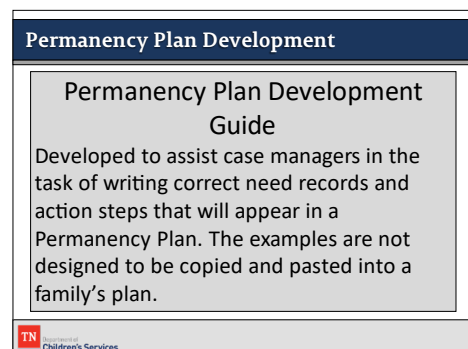 Permanency Plan Development
Permanency Plan Development
Guide
Developed to assist case managers in the
task of writing correct need records and
action steps that will appear in a
Permanency Plan. The examples are not
designed to be copied and pasted into a
family's plan.
TN
Department of
Children's Services